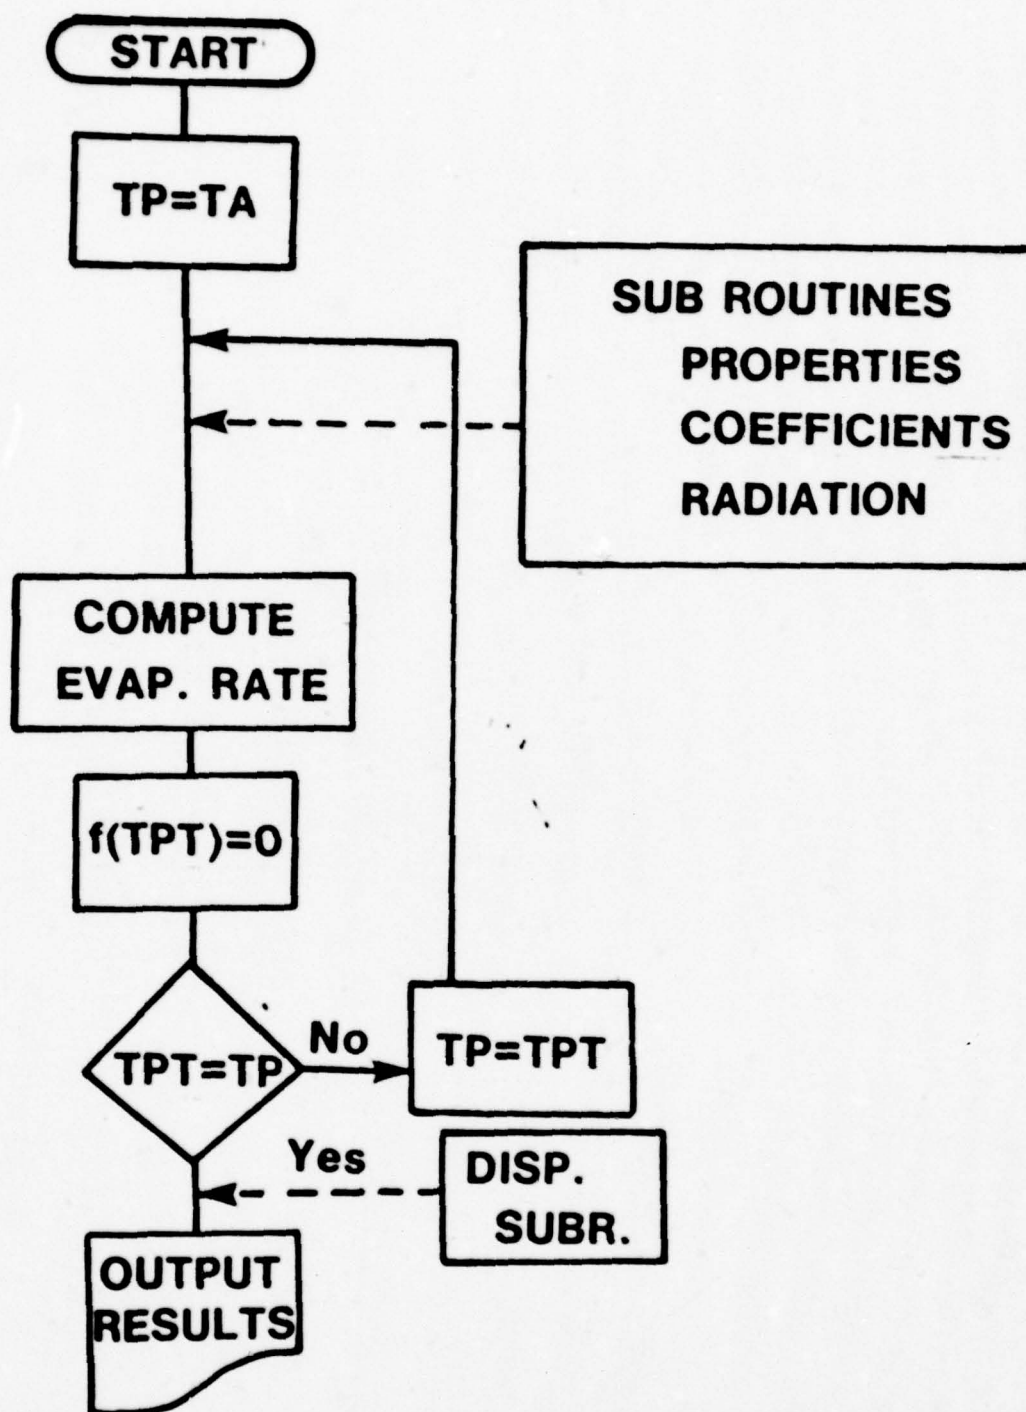 START
TP=TA
SUB ROUTINES
PROPERTIES
COEFFICIENTS
RADIATION
COMPUTE
EVAP. RATE
f(TPT)=0
TPT=TP
No
TP=TPT
Yes
DISP.
SUBR.
OUTPUT
RESULTS